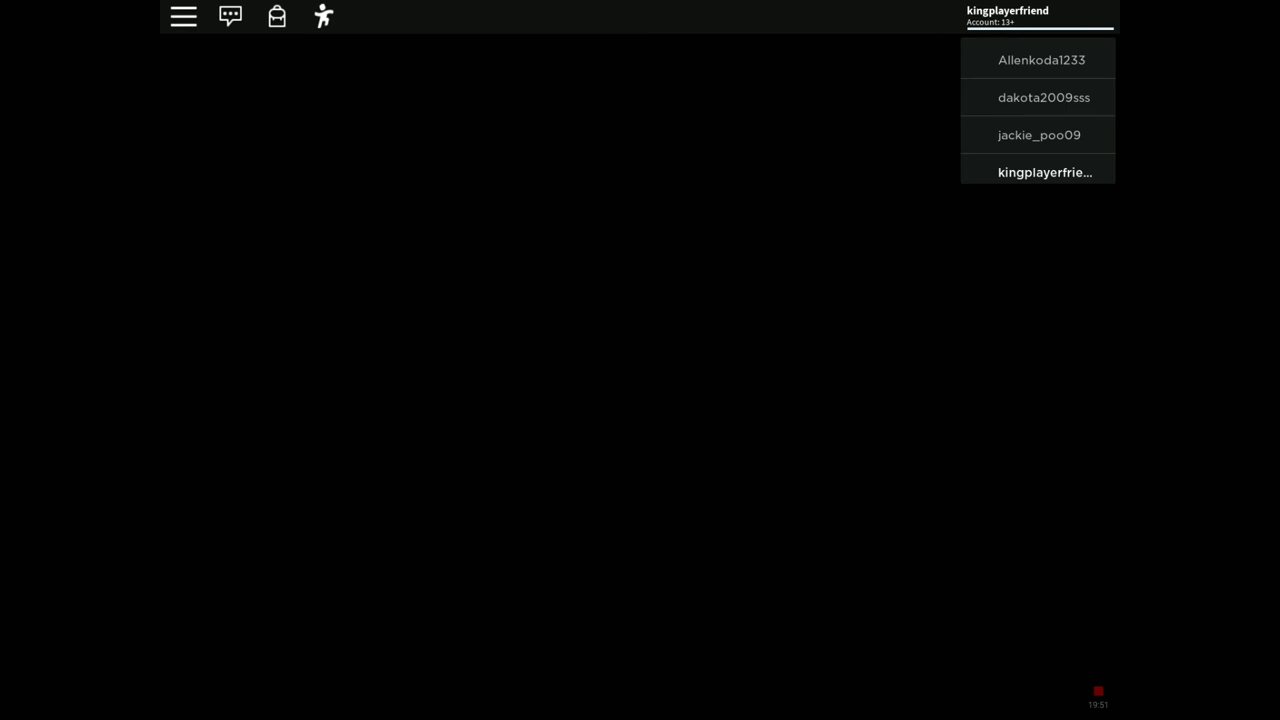 kingplayerfriend
Account: 13+
Allenkoda1233
dakota2009sss
jackie_poo09
kingplayerfrie...
19:51